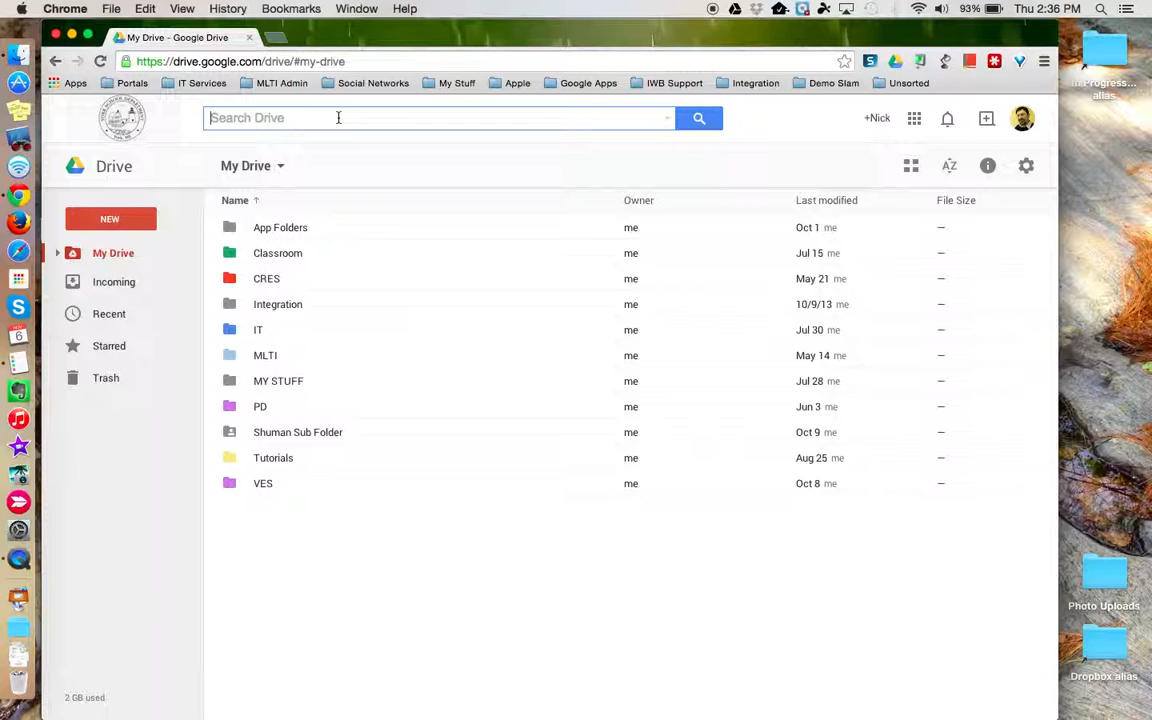 Chrome File Edit View History Bookmarks Window Help 93% Thu 2:36 PM
My Drive - Google Drive
https://drive.google.com/drive/#my-drive
Apps Portals IT Services MLTI Admin Social Networks My Stuff Apple Google Apps IWB Support Integration Demo Slam Unsorted
In Progress... alias
Search Drive +Nick
Drive My Drive AZ
NEW
Name Owner Last modified File Size
App Folders me Oct 1 me —
My Drive Classroom me Jul 15 me —
Incoming CRES me May 21 me —
Integration me 10/9/13 me —
Recent IT me Jul 30 me —
Starred MLTI me May 14 me —
Trash MY STUFF me Jul 28 me —
PD me Jun 3 me —
Shuman Sub Folder me Oct 9 me —
Tutorials me Aug 25 me —
VES me Oct 8 me —
6
Photo Uploads
Dropbox alias
2 GB used